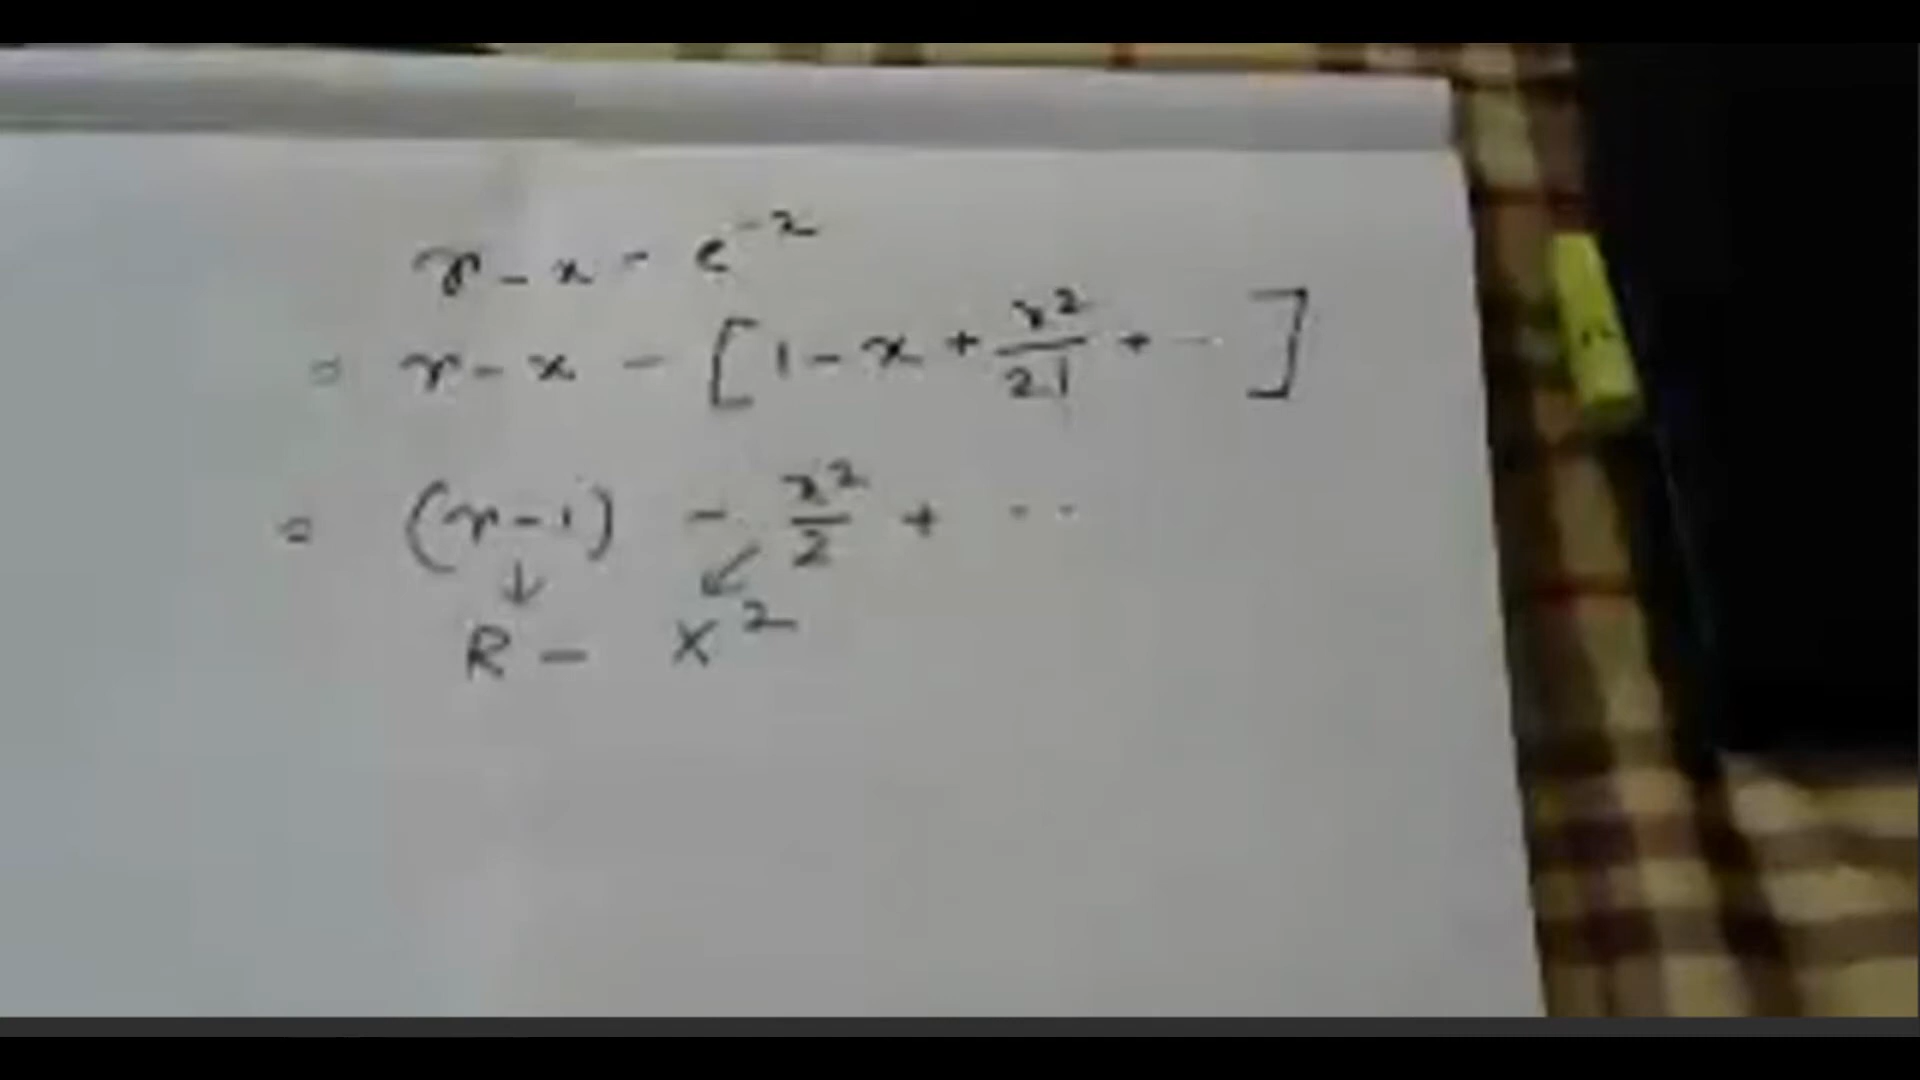 r - x - e^{-x}
= r - x - [1 - x + x²/2! + ··· ]
= (r-1) - x²/2 + ···
↓ ↙
R - X²